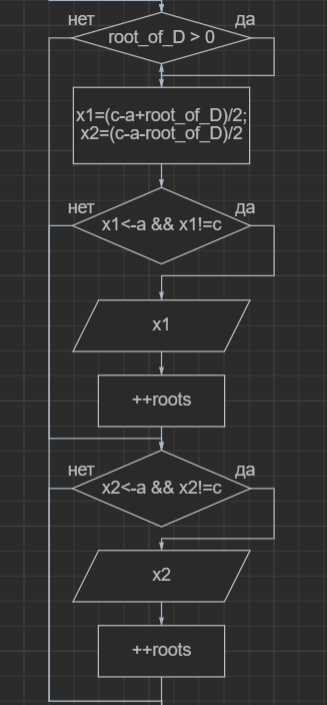 нет
да
root_of_D > 0
x1=(c-a+root_of_D)/2;
x2=(c-a-root_of_D)/2
нет
да
x1<-a && x1!=c
x1
++roots
нет
да
x2<-a && x2!=c
x2
++roots